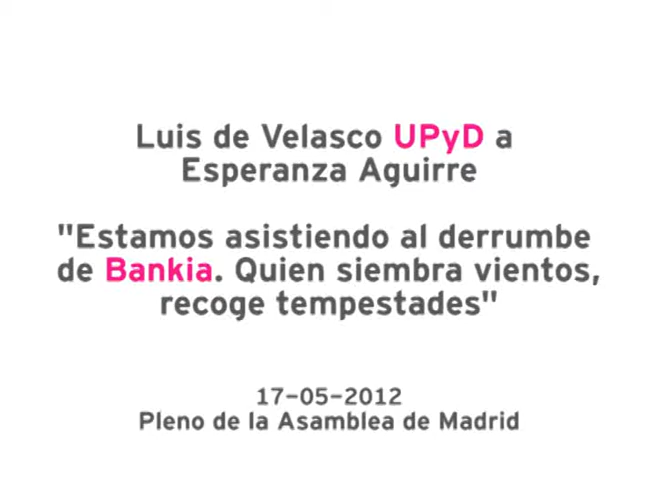 Luis de Velasco UPyD a
Esperanza Aguirre
"Estamos asistiendo al derrumbe
de Bankia. Quien siembra vientos,
recoge tempestades"
17-05-2012
Pleno de la Asamblea de Madrid